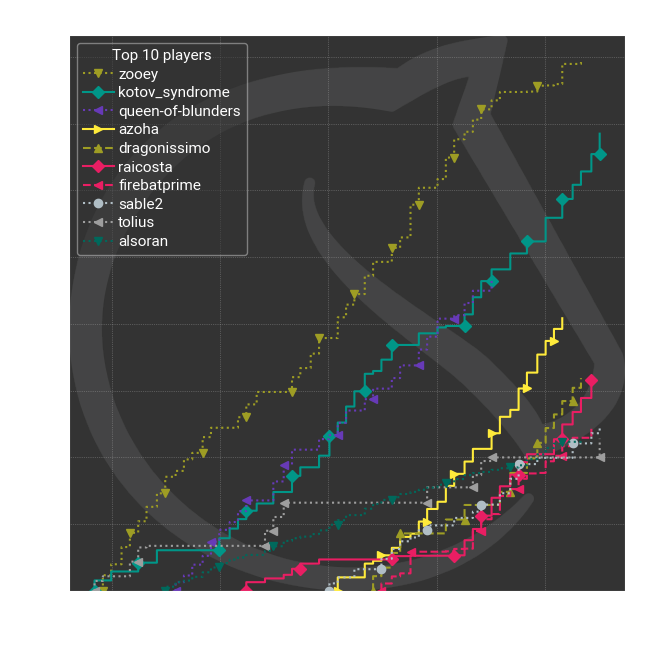 Top 10 players
zooey
kotov_syndrome
queen-of-blunders
azoha
dragonissimo
raicosta
firebatprime
sable2
tolius
alsoran